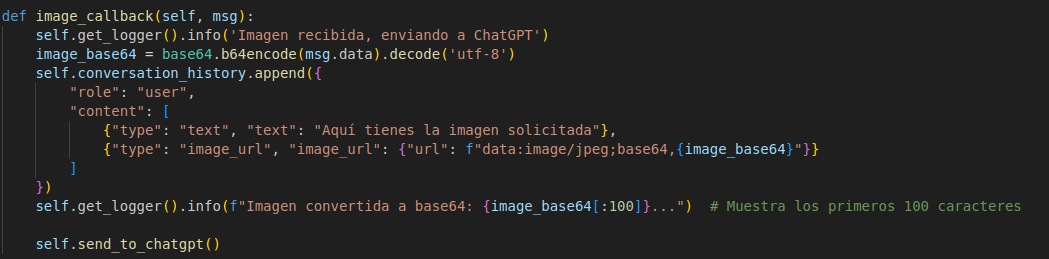 def image_callback(self, msg):
    self.get_logger().info('Imagen recibida, enviando a ChatGPT')
    image_base64 = base64.b64encode(msg.data).decode('utf-8')
    self.conversation_history.append({
        "role": "user",
        "content": [
            {"type": "text", "text": "Aquí tienes la imagen solicitada"},
            {"type": "image_url", "image_url": {"url": f"data:image/jpeg;base64,{image_base64}"}}
        ]
    })
    self.get_logger().info(f"Imagen convertida a base64: {image_base64[:100]}...")  # Muestra los primeros 100 caracteres

    self.send_to_chatgpt()